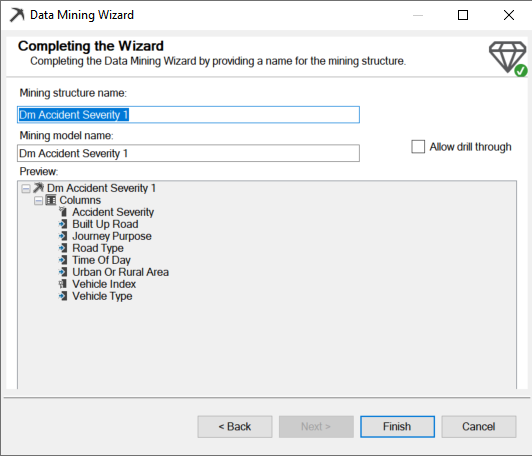 Data Mining Wizard
Completing the Wizard
Completing the Data Mining Wizard by providing a name for the mining structure.
Mining structure name:
Dm Accident Severity 1
Mining model name:
Dm Accident Severity 1
Allow drill through
Preview:
Dm Accident Severity 1
Columns
Accident Severity
Built Up Road
Journey Purpose
Road Type
Time Of Day
Urban Or Rural Area
Vehicle Index
Vehicle Type
< Back
Next >
Finish
Cancel